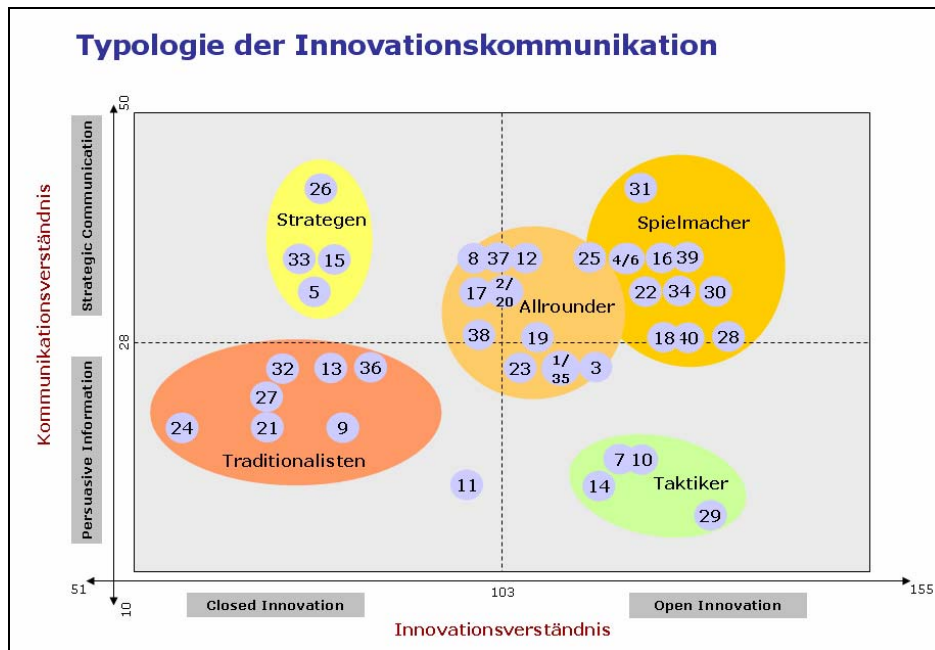 Typologie der Innovationskommunikation
50
Strategic Communication
Kommunikationsverständnis
28
Persuasive Information
10
26
Strategen
33 15
5
31
Spielmacher
8 37 12 25 4/6 16 39
17 2/
20 Allrounder 22 34 30
38 19 18 40 28
32 13 36 23 1/
35 3
27
24 21 9
Traditionalisten
11
7 10
14 Taktiker
29
51 103 155
Closed Innovation Open Innovation
Innovationsverständnis